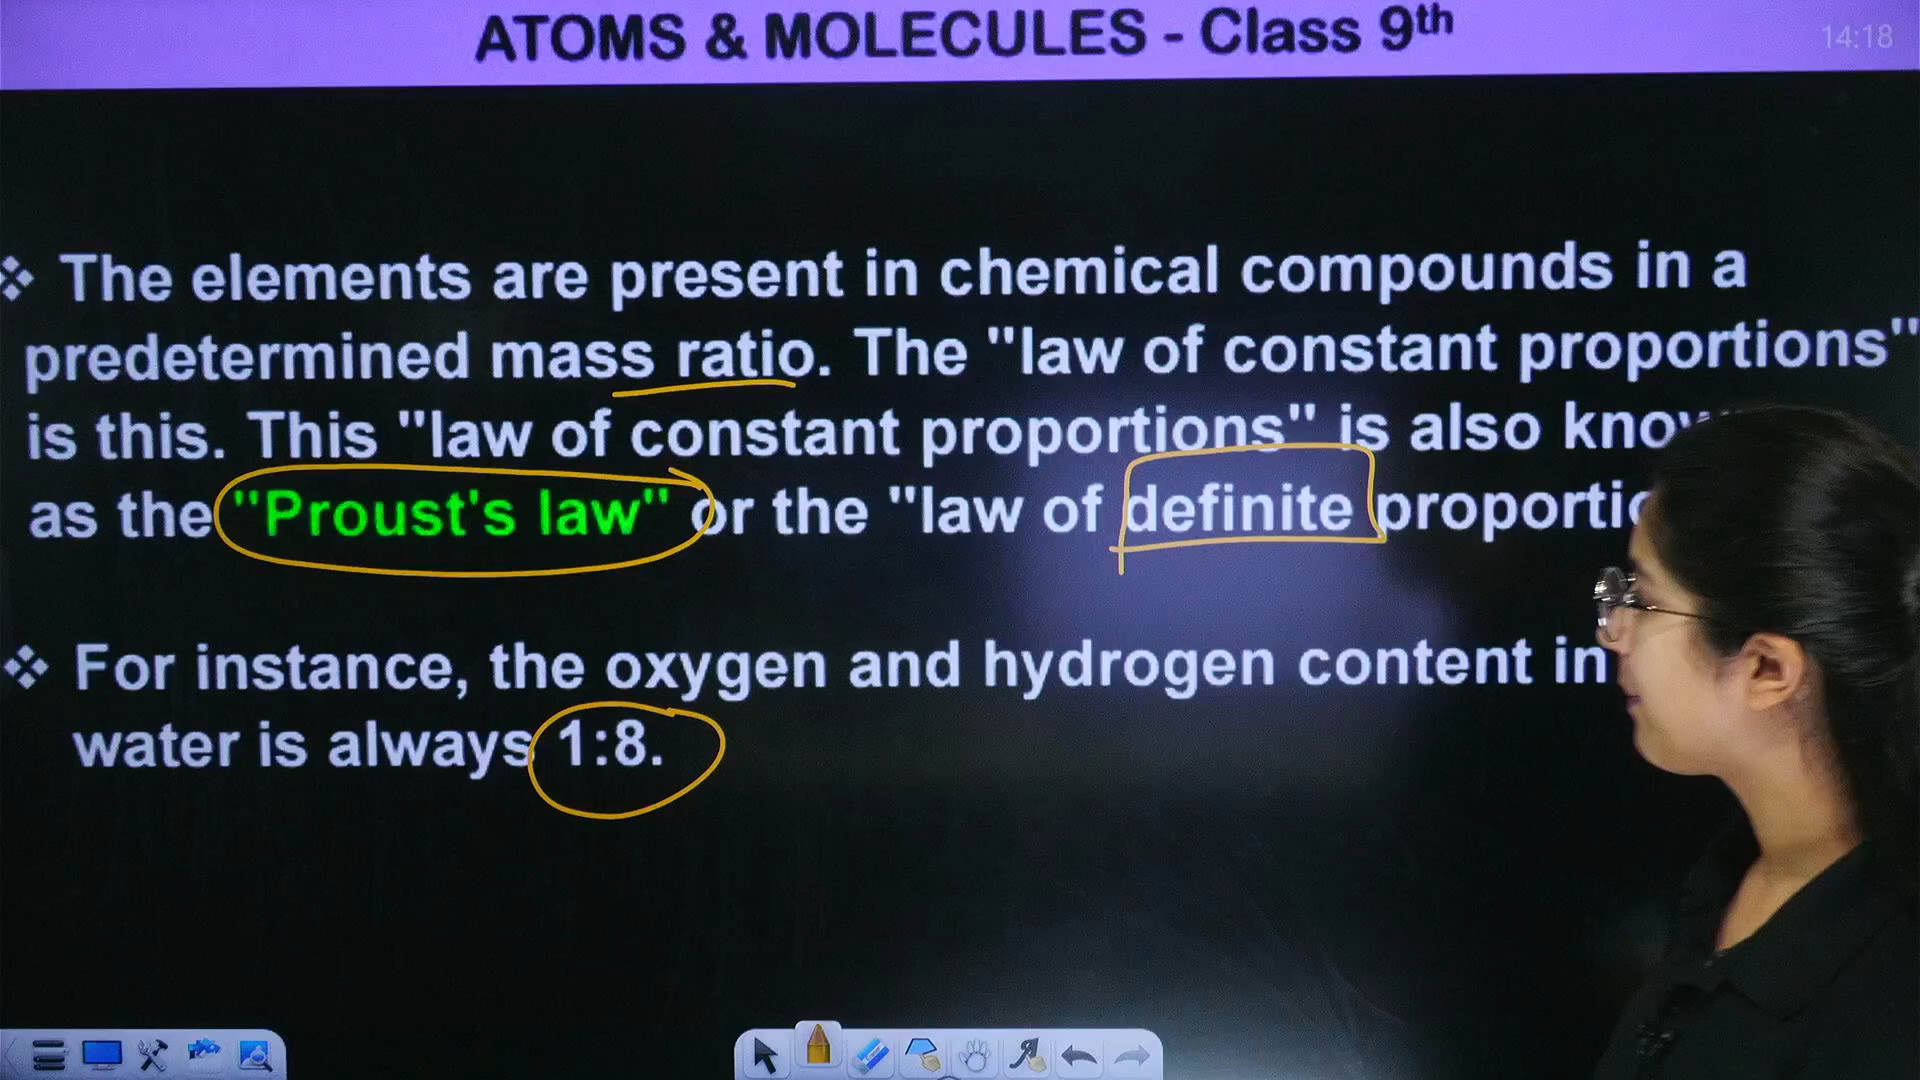 ATOMS & MOLECULES - Class 9th
14:18
❖ The elements are present in chemical compounds in a
predetermined mass ratio. The "law of constant proportions"
is this. This "law of constant proportions" is also
as the "Proust's law" or the "law of definite
❖ For instance, the oxygen and hydrogen content in
water is always 1:8.